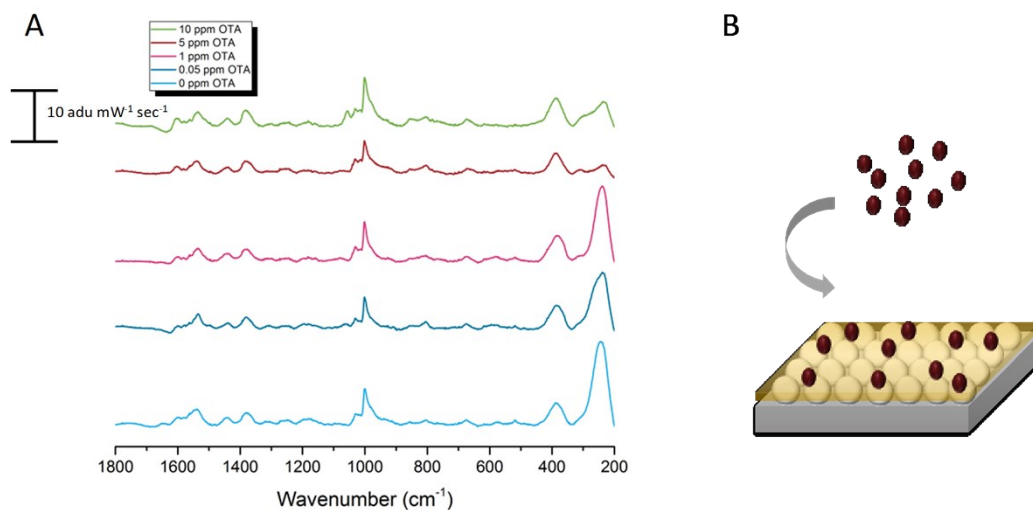 A
B
10 ppm OTA
5 ppm OTA
1 ppm OTA
0.05 ppm OTA
0 ppm OTA
10 adu mW⁻¹ sec⁻¹
1800 1600 1400 1200 1000 800 600 400 200
Wavenumber (cm⁻¹)